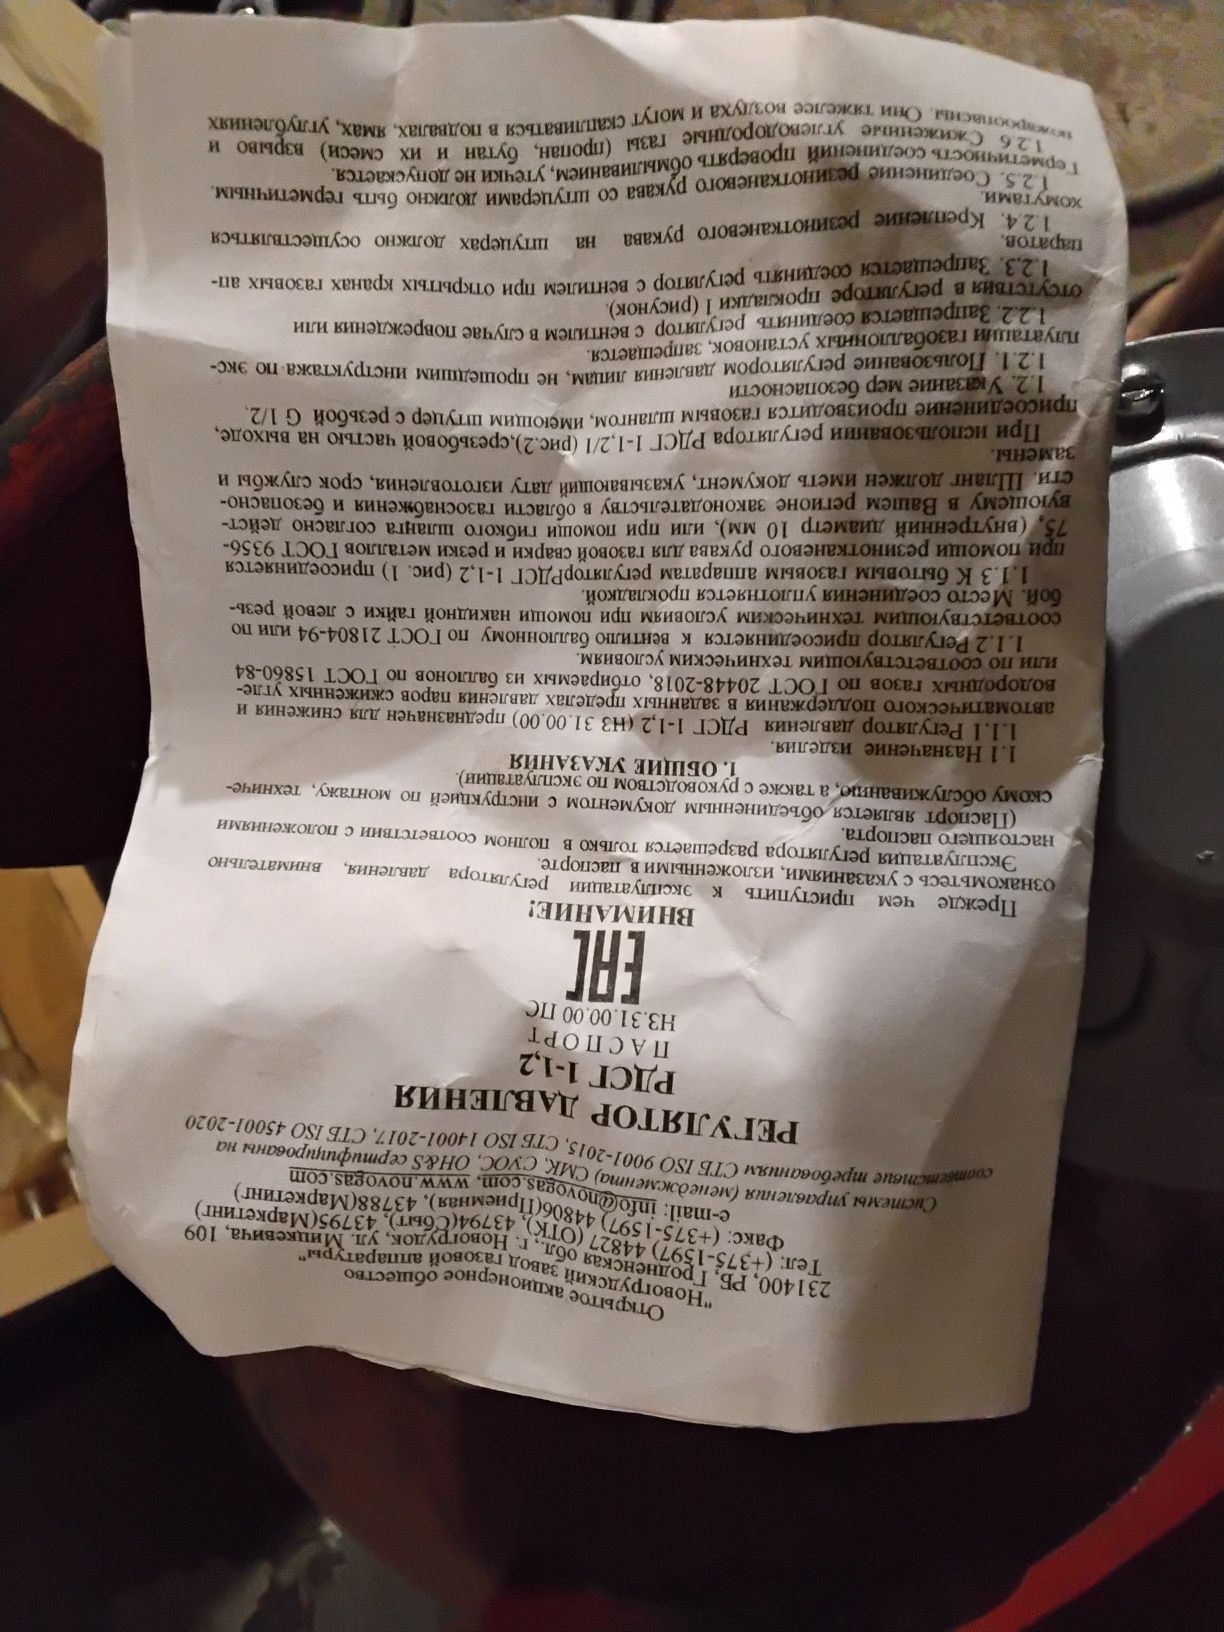 Открытое акционерное общество
"Новогрудский завод газовой аппаратуры"
231400, РБ, Гродненская обл., г. Новогрудок, ул. Мицкевича, 109
Тел: (+375-1597) 44827 (ОТК), 43794(Сбыт), 43795(Маркетинг)
Факс: (+375-1597) 44806(Приемная), 43788(Маркетинг)
e-mail: info@novogas.com, www.novogas.com
Системы управления (менеджмента) СМК, СУОС, OH&S сертифицированы на
соответствие требованиям СТБ ISO 9001-2015, СТБ ISO 14001-2017, СТБ ISO 45001-2020
РЕГУЛЯТОР ДАВЛЕНИЯ
РДСГ 1-1,2
ПАСПОРТ
НЗ.31.00.00 ПС
ЕАС
ВНИМАНИЕ!
Прежде чем приступить к эксплуатации регулятора давления, внимательно
ознакомьтесь с указаниями, изложенными в паспорте.
Эксплуатация регулятора разрешается только в полном соответствии с положениями
настоящего паспорта.
(Паспорт является объединенным документом с инструкцией по монтажу, техниче-
скому обслуживанию, а также с руководством по эксплуатации).
1. ОБЩИЕ УКАЗАНИЯ
1.1 Назначение изделия.
1.1.1 Регулятор давления РДСГ 1-1,2 (НЗ 31.00.00) предназначен для снижения и
автоматического поддержания в заданных пределах давления паров сжиженных угле-
водородных газов по ГОСТ 20448-2018, отбираемых из баллонов по ГОСТ 15860-84
или по соответствующим техническим условиям.
1.1.2 Регулятор присоединяется к вентилю баллонному по ГОСТ 21804-94 или по
соответствующим техническим условиям при помощи накидной гайки с левой резь-
бой. Место соединения уплотняется прокладкой.
1.1.3 К бытовым газовым аппаратам регуляторРДСГ 1-1,2 (рис. 1) присоединяется
при помощи резинотканевого рукава для газовой сварки и резки металлов ГОСТ 9356-
75, (внутренний диаметр 10 мм), или при помощи гибкого шланга согласно дейст-
вующему в Вашем регионе законодательству в области газоснабжения и безопасно-
сти. Шланг должен иметь документ, указывающий дату изготовления, срок службы и
замены.
При использовании регулятора РДСГ 1-1,2/1 (рис.2),срезбовой частью на выходе,
присоединение производится газовым шлангом, имеющим штуцер с резьбой G 1/2.
1.2. Указание мер безопасности
1.2.1. Пользование регулятором давления лицам, не прошедшим инструктажа по экс-
плуатации газобаллонных установок, запрещается.
1.2.2. Запрещается соединять регулятор с вентилем в случае повреждения или
отсутствия в регуляторе прокладки 1 (рисунок).
1.2.3. Запрещается соединять регулятор с вентилем при открытых кранах газовых ап-
паратов.
1.2.4. Крепление резинотканевого рукава на штуцерах должно осуществляться
хомутами.
1.2.5. Соединение резинотканевого рукава со штуцерами должно быть герметичным.
Герметичность соединений проверять обмыливанием, утечки не допускается.
1.2.6 Сжиженные углеводородные газы (пропан, бутан и их смеси) взрыво и
пожароопасны. Они тяжелее воздуха и могут скапливаться в подвалах, ямах, углублениях